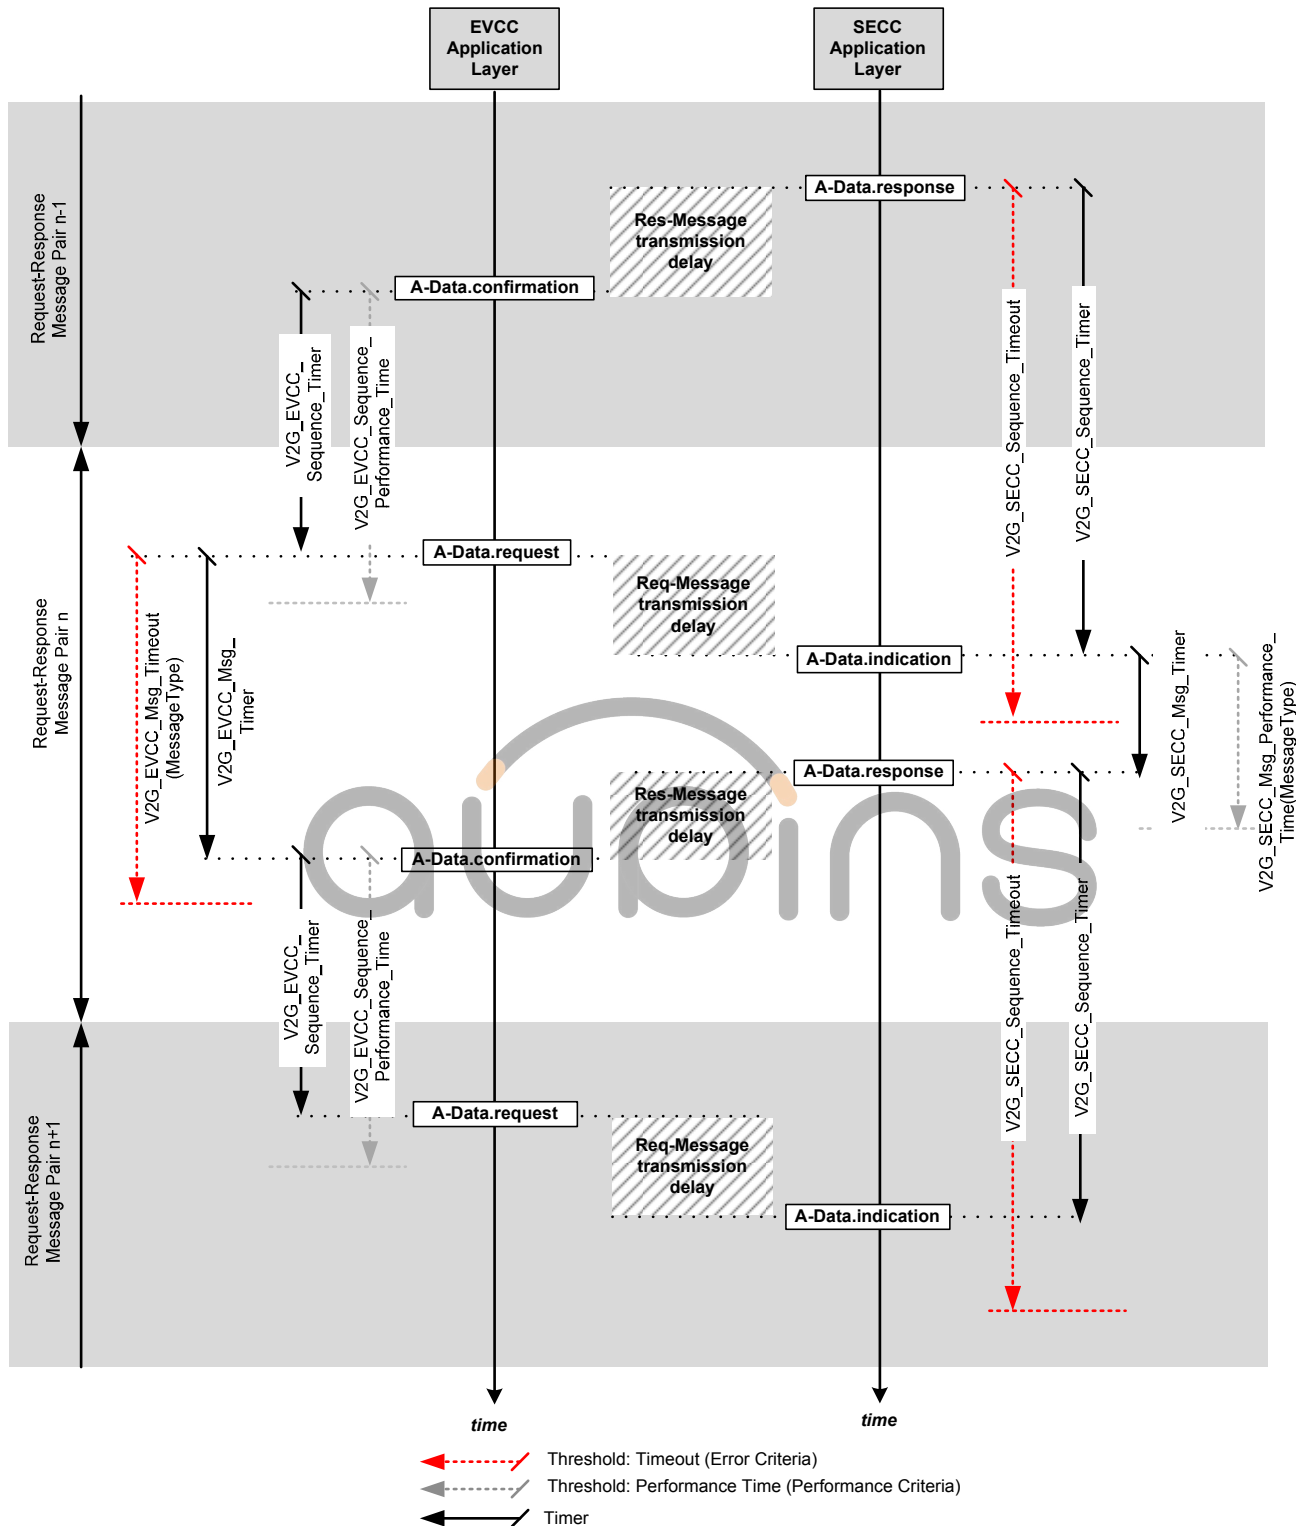 EVCC
Application
Layer
SECC
Application
Layer
Request-Response
Message Pair n-1
A-Data.response
Res-Message
transmission
delay
A-Data.confirmation
V2G_EVCC_
Sequence_Timer
V2G_EVCC_Sequence_
Performance_Time
V2G_SECC_Sequence_Timeout
V2G_SECC_Sequence_Timer
Request-Response
Message Pair n
A-Data.request
Req-Message
transmission
delay
A-Data.indication
V2G_EVCC_Msg_Timeout
(MessageType)
V2G_EVCC_Msg_
Timer
V2G_SECC_Msg_Timer
V2G_SECC_Msg_Performance_
Time(MessageType)
A-Data.response
Res-Message
transmission
delay
A-Data.confirmation
aubins
V2G_EVCC_
Sequence_Timer
V2G_EVCC_Sequence_
Performance_Time
V2G_SECC_Sequence_Timeout
V2G_SECC_Sequence_Timer
Request-Response
Message Pair n+1
A-Data.request
Req-Message
transmission
delay
A-Data.indication
time
time
Threshold: Timeout (Error Criteria)
Threshold: Performance Time (Performance Criteria)
Timer